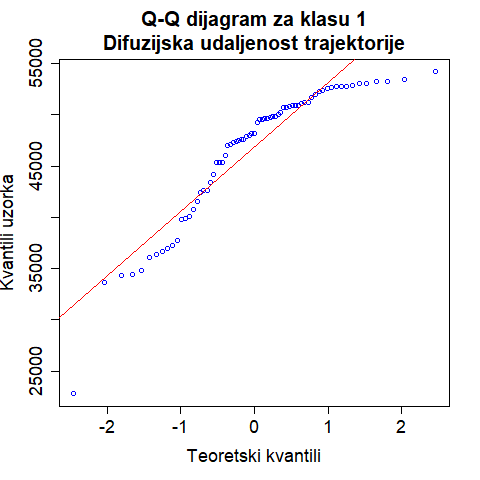 Q-Q dijagram za klasu 1
Difuzijska udaljenost trajektorije
Kvantili uzorka
55000
45000
35000
25000
-2 -1 0 1 2
Teoretski kvantili